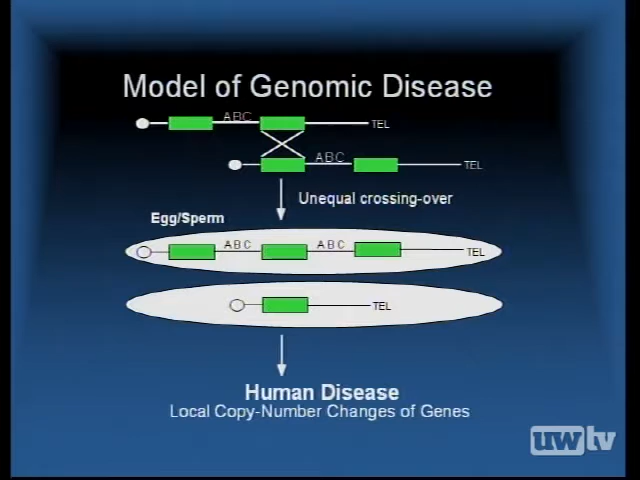 Model of Genomic Disease
ABC
TEL
ABC
TEL
Unequal crossing-over
Egg/Sperm
ABC
ABC
TEL
TEL
Human Disease
Local Copy-Number Changes of Genes
uwtv